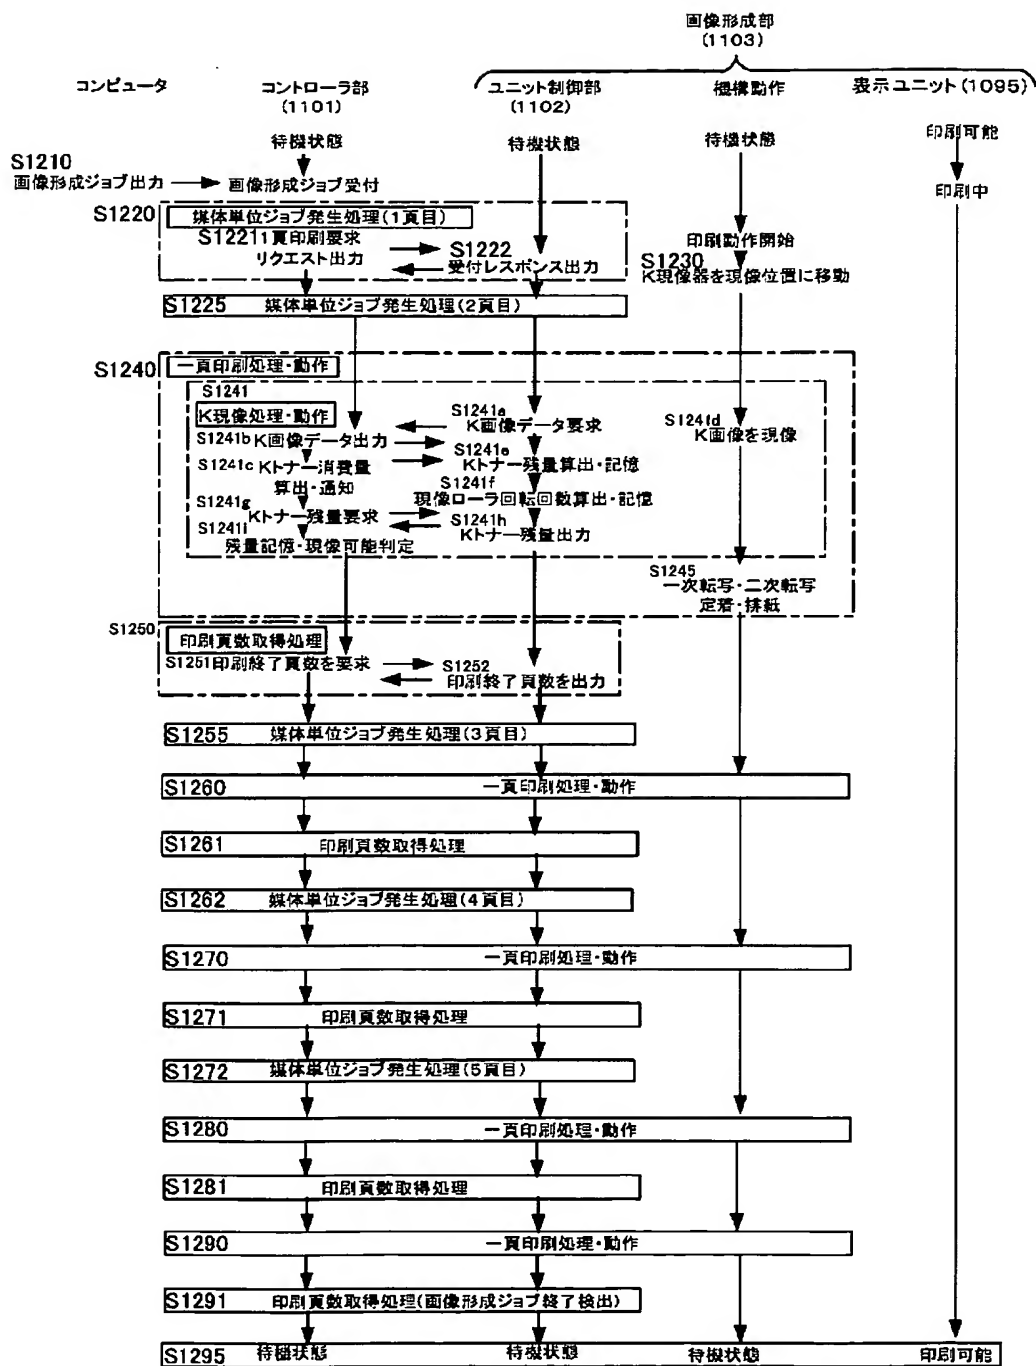 画像形成部
(1103)
コンピュータ
コントローラ部
(1101)
ユニット制御部
(1102)
機構動作
表示ユニット(1095)
待機状態
待機状態
待機状態
印刷可能
S1210
画像形成ジョブ出力
画像形成ジョブ受付
印刷中
S1220
媒体単位ジョブ発生処理(1頁目)
S1221 1頁印刷要求
リクエスト出力
S1222
受付レスポンス出力
印刷動作開始
S1230
K現像器を現像位置に移動
S1225 媒体単位ジョブ発生処理(2頁目)
S1240
一頁印刷処理・動作
S1241
K現像処理・動作
S1241a
K画像データ要求
S1241b K画像データ出力
S1241d
K画像を現像
S1241c Kトナー消費量
算出・通知
S1241e
Kトナー残量算出・記憶
S1241f
現像ローラ回転回数算出・記憶
S1241g
Kトナー残量要求
S1241h
Kトナー残量出力
S1241i
残量記憶・現像可能判定
S1245
一次転写・二次転写
定着・排紙
S1250
印刷頁数取得処理
S1251印刷終了頁数を要求
S1252
印刷終了頁数を出力
S1255 媒体単位ジョブ発生処理(3頁目)
S1260 一頁印刷処理・動作
S1261 印刷頁数取得処理
S1262 媒体単位ジョブ発生処理(4頁目)
S1270 一頁印刷処理・動作
S1271 印刷頁数取得処理
S1272 媒体単位ジョブ発生処理(5頁目)
S1280 一頁印刷処理・動作
S1281 印刷頁数取得処理
S1290 一頁印刷処理・動作
S1291 印刷頁数取得処理(画像形成ジョブ終了検出)
S1295 待機状態 待機状態 待機状態 印刷可能